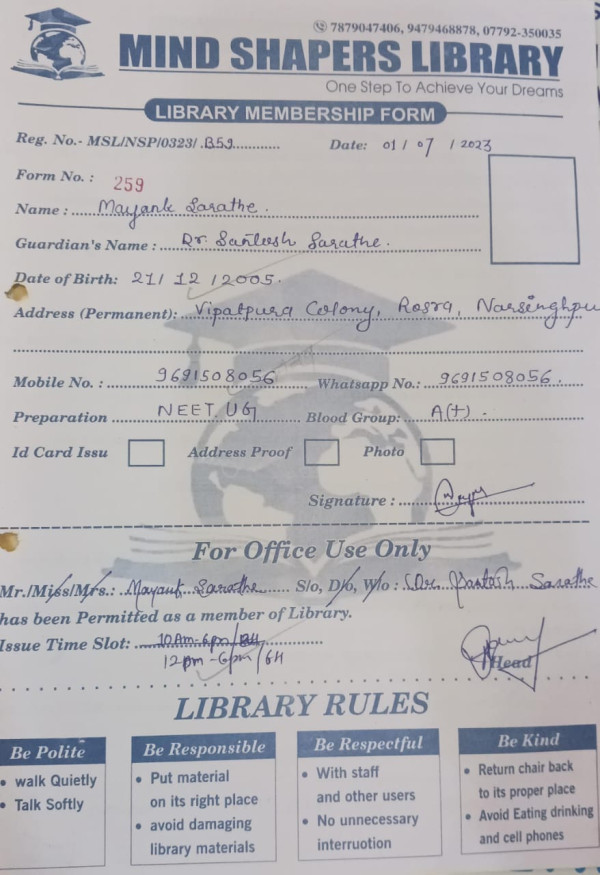 7879047406, 9479468878, 07792-350035
MIND SHAPERS LIBRARY
One Step To Achieve Your Dreams
LIBRARY MEMBERSHIP FORM
Reg. No.- MSL/NSP/0323/ B59 Date: 01 / 07 / 2023
Form No. : 259
Name : Mayank Sarathe.
Guardian's Name : Dr. Santosh Sarathe.
Date of Birth: 21/ 12 /2005.
Address (Permanent): Vipatpura Colony, Rosra, Narsinghpu
Mobile No. : 9691508056 Whatsapp No.: 9691508056.
Preparation NEET UG Blood Group: A(+).
Id Card Issu Address Proof Photo
Signature :
For Office Use Only
Mr./Miss/Mrs.: Mayank Sarathe S/o, D/o, W/o : Dr. Santosh Sarathe
has been Permitted as a member of Library.
Issue Time Slot: 10Am-6pm/8H
12pm-6pm/6H
Head
LIBRARY RULES
Be Polite Be Responsible Be Respectful Be Kind
• walk Quietly
• Talk Softly
• Put material
on its right place
• avoid damaging
library materials
• With staff
and other users
• No unnecessary
interruotion
• Return chair back
to its proper place
• Avoid Eating drinking
and cell phones